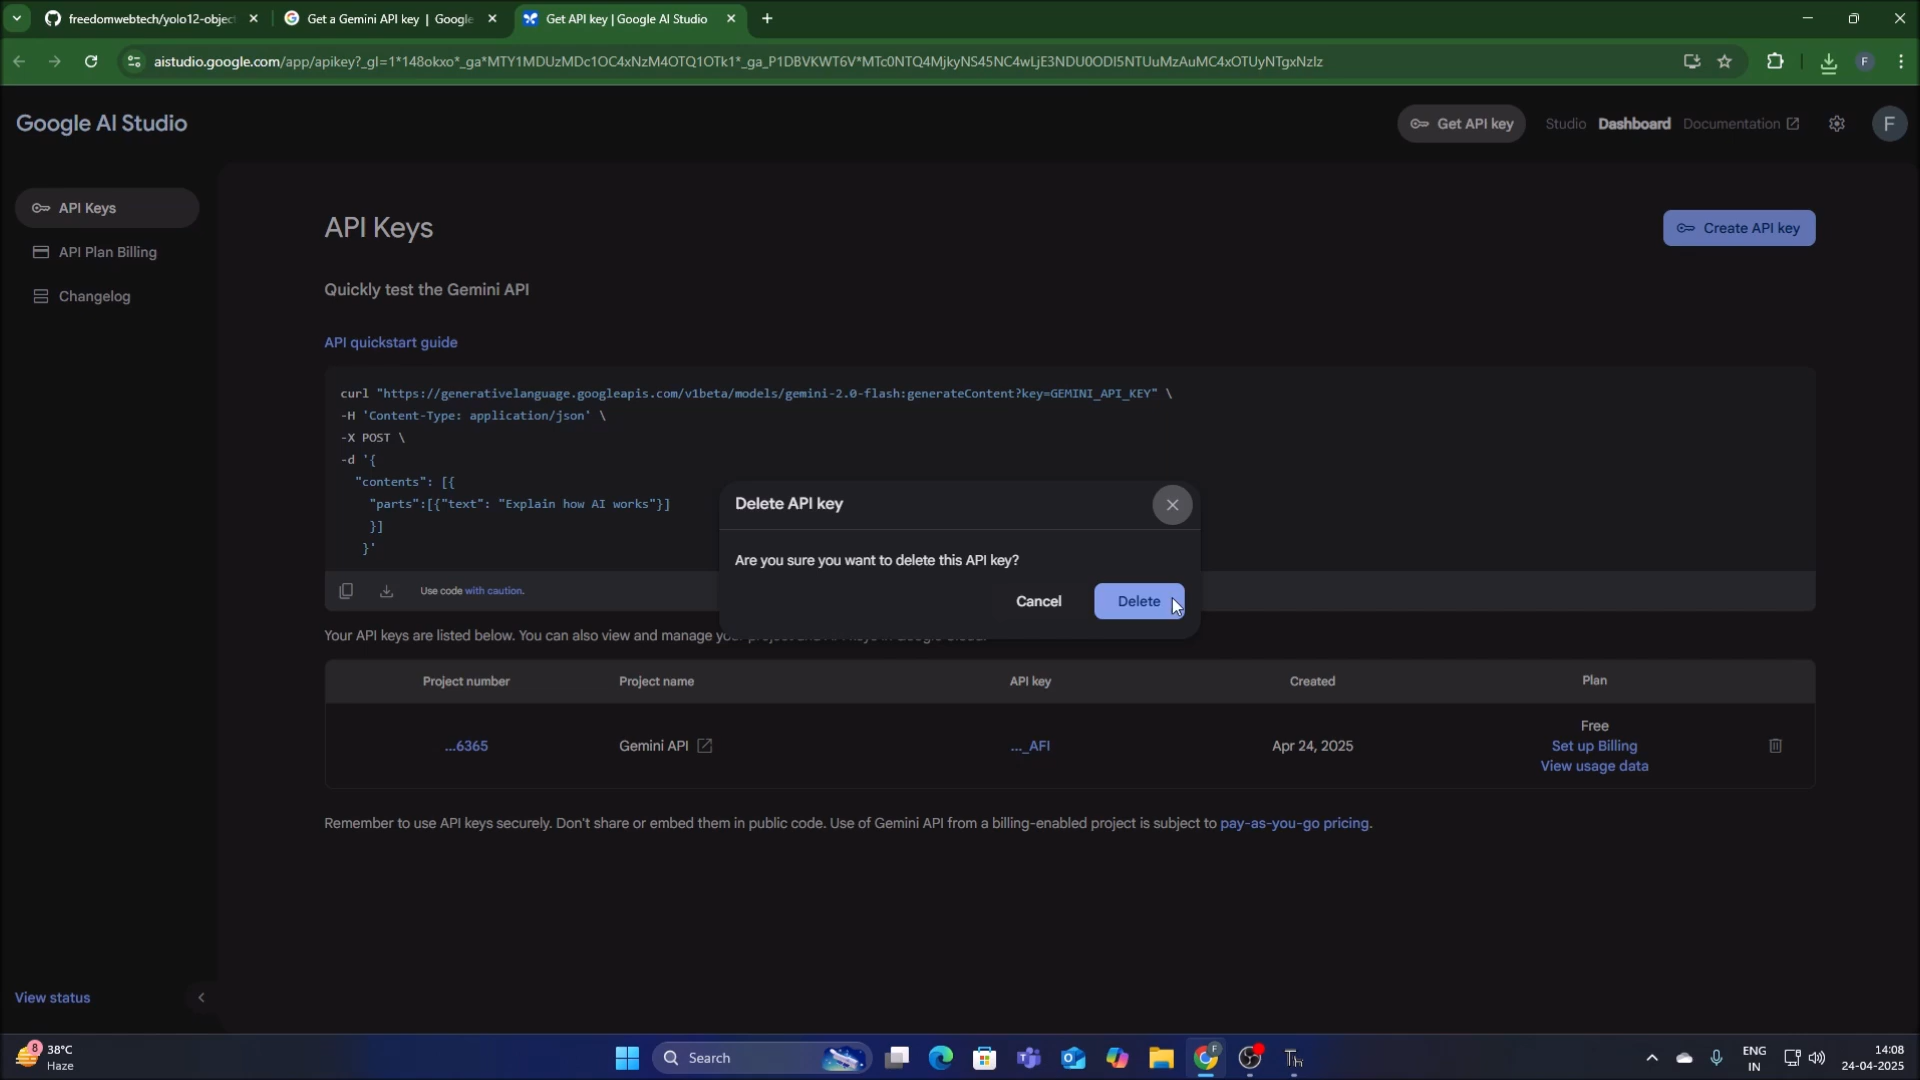 freedomwebtech/yolo12-objec
Get a Gemini API key | Google
Get API key | Google AI Studio
aistudio.google.com/app/apikey?_gl=1*148okxo*_ga*MTY1MDUzMDc1OC4xNzM4OTQ1OTk1*_ga_P1DBVKWT6V*MTc0NTQ4MjkyNS45NC4wLjE3NDU0ODI5NTUuMzAuMC4xOTUyNTgxNzIz
F
Google AI Studio
Get API key
Studio
Dashboard
Documentation
F
API Keys
API Plan Billing
Changelog
API Keys
Create API key
Quickly test the Gemini API
API quickstart guide
curl "https://generativelanguage.googleapis.com/v1beta/models/gemini-2.0-flash:generateContent?key=GEMINI_API_KEY" \
-H 'Content-Type: application/json' \
-X POST \
-d '{
"contents": [{
"parts":[{"text": "Explain how AI works"}]
}]
}'
Use code with caution.
Delete API key
Are you sure you want to delete this API key?
Cancel
Delete
Your API keys are listed below. You can also view and manage
Project number
Project name
API key
Created
Plan
...6365
Gemini API
..._AFI
Apr 24, 2025
Free
Set up Billing
View usage data
Remember to use API keys securely. Don't share or embed them in public code. Use of Gemini API from a billing-enabled project is subject to pay-as-you-go pricing.
View status
8
38°C
Haze
Search
F
ENG
IN
14:08
24-04-2025